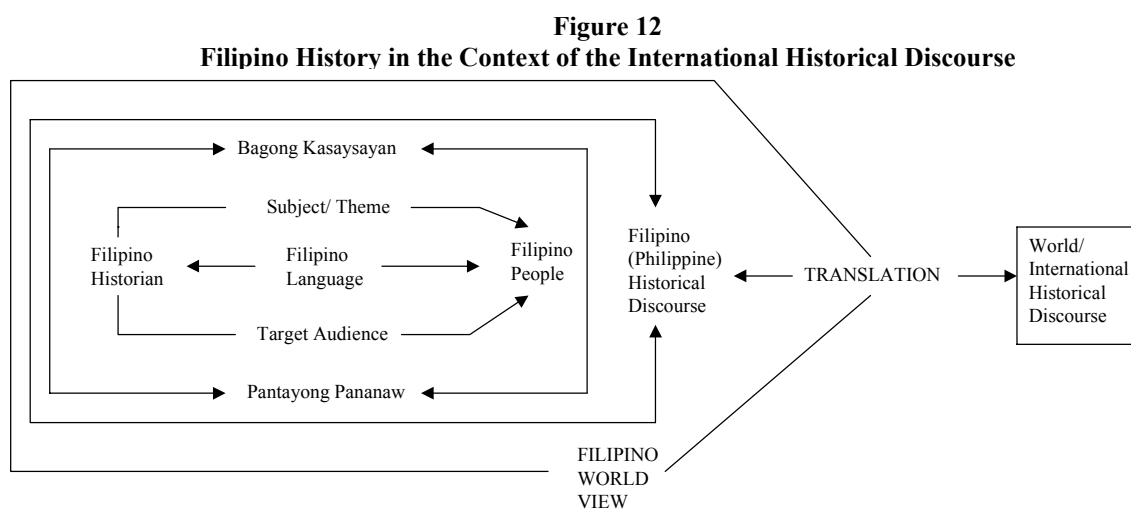 Figure 12
Filipino History in the Context of the International Historical Discourse
Bagong Kasaysayan
Subject/ Theme
Filipino
Historian
Filipino
Language
Filipino
People
Target Audience
Pantayong Pananaw
Filipino
(Philippine)
Historical
Discourse
TRANSLATION
World/
International
Historical
Discourse
FILIPINO
WORLD
VIEW